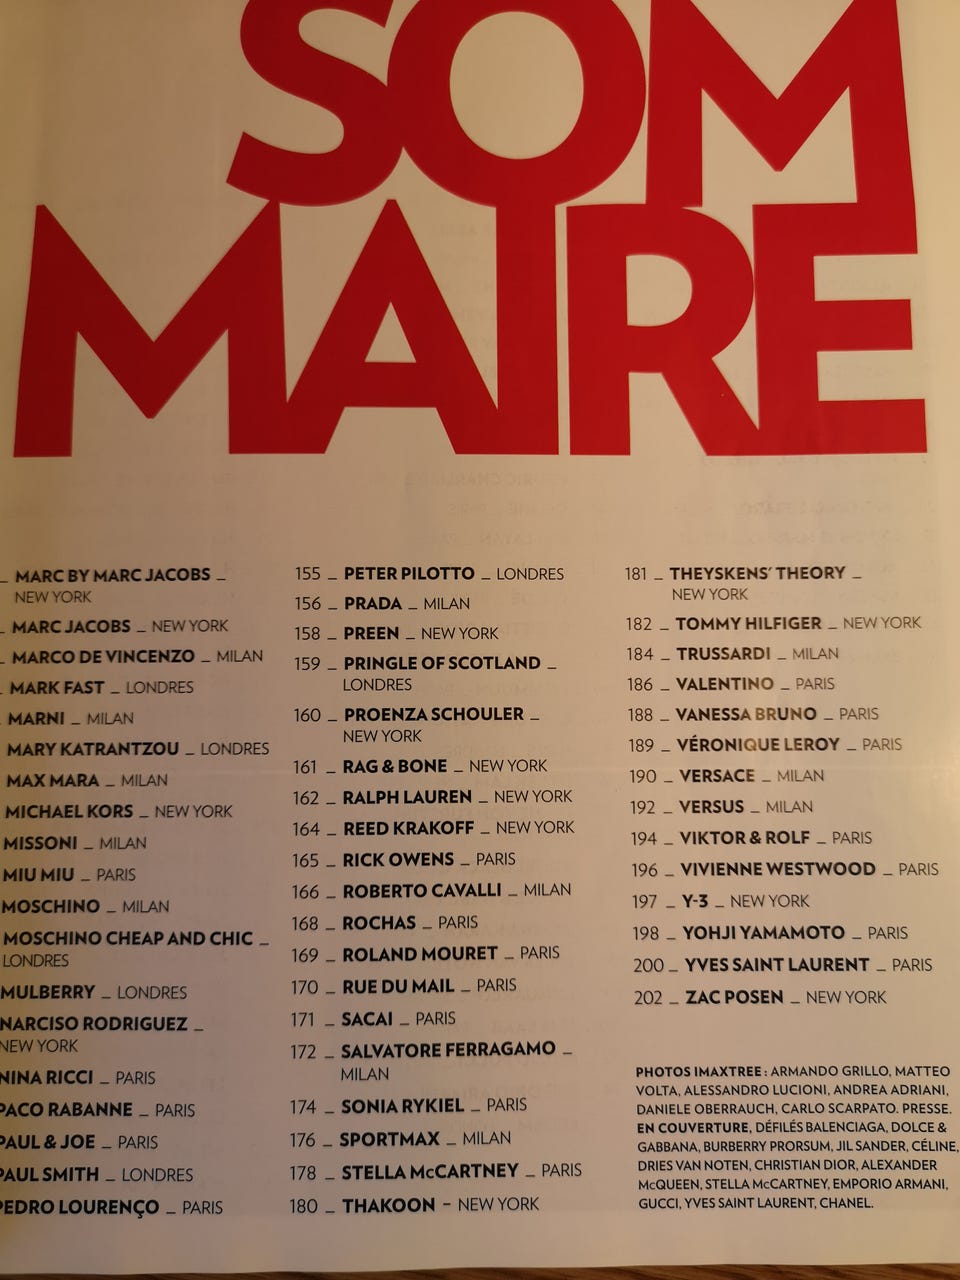 SOM
MAIRE
_ MARC BY MARC JACOBS _
NEW YORK
_ MARC JACOBS _ NEW YORK
_ MARCO DE VINCENZO _ MILAN
_ MARK FAST _ LONDRES
MARNI _ MILAN
MARY KATRANTZOU _ LONDRES
MAX MARA _ MILAN
MICHAEL KORS _ NEW YORK
MISSONI _ MILAN
MIU MIU _ PARIS
MOSCHINO _ MILAN
MOSCHINO CHEAP AND CHIC _
LONDRES
MULBERRY _ LONDRES
NARCISO RODRIGUEZ _
NEW YORK
NINA RICCI _ PARIS
PACO RABANNE _ PARIS
PAUL & JOE _ PARIS
PAUL SMITH _ LONDRES
PEDRO LOURENÇO _ PARIS
155 _ PETER PILOTTO _ LONDRES
156 _ PRADA _ MILAN
158 _ PREEN _ NEW YORK
159 _ PRINGLE OF SCOTLAND _
LONDRES
160 _ PROENZA SCHOULER _
NEW YORK
161 _ RAG & BONE _ NEW YORK
162 _ RALPH LAUREN _ NEW YORK
164 _ REED KRAKOFF _ NEW YORK
165 _ RICK OWENS _ PARIS
166 _ ROBERTO CAVALLI _ MILAN
168 _ ROCHAS _ PARIS
169 _ ROLAND MOURET _ PARIS
170 _ RUE DU MAIL _ PARIS
171 _ SACAI _ PARIS
172 _ SALVATORE FERRAGAMO _
MILAN
174 _ SONIA RYKIEL _ PARIS
176 _ SPORTMAX _ MILAN
178 _ STELLA McCARTNEY _ PARIS
180 _ THAKOON - NEW YORK
181 _ THEYSKENS' THEORY _
NEW YORK
182 _ TOMMY HILFIGER _ NEW YORK
184 _ TRUSSARDI _ MILAN
186 _ VALENTINO _ PARIS
188 _ VANESSA BRUNO _ PARIS
189 _ VÉRONIQUE LEROY _ PARIS
190 _ VERSACE _ MILAN
192 _ VERSUS _ MILAN
194 _ VIKTOR & ROLF _ PARIS
196 _ VIVIENNE WESTWOOD _ PARIS
197 _ Y-3 _ NEW YORK
198 _ YOHJI YAMAMOTO _ PARIS
200 _ YVES SAINT LAURENT _ PARIS
202 _ ZAC POSEN _ NEW YORK
PHOTOS IMAXTREE : ARMANDO GRILLO, MATTEO
VOLTA, ALESSANDRO LUCIONI, ANDREA ADRIANI,
DANIELE OBERRAUCH, CARLO SCARPATO. PRESSE.
EN COUVERTURE, DÉFILÉS BALENCIAGA, DOLCE &
GABBANA, BURBERRY PRORSUM, JIL SANDER, CÉLINE,
DRIES VAN NOTEN, CHRISTIAN DIOR, ALEXANDER
McQUEEN, STELLA McCARTNEY, EMPORIO ARMANI,
GUCCI, YVES SAINT LAURENT, CHANEL.